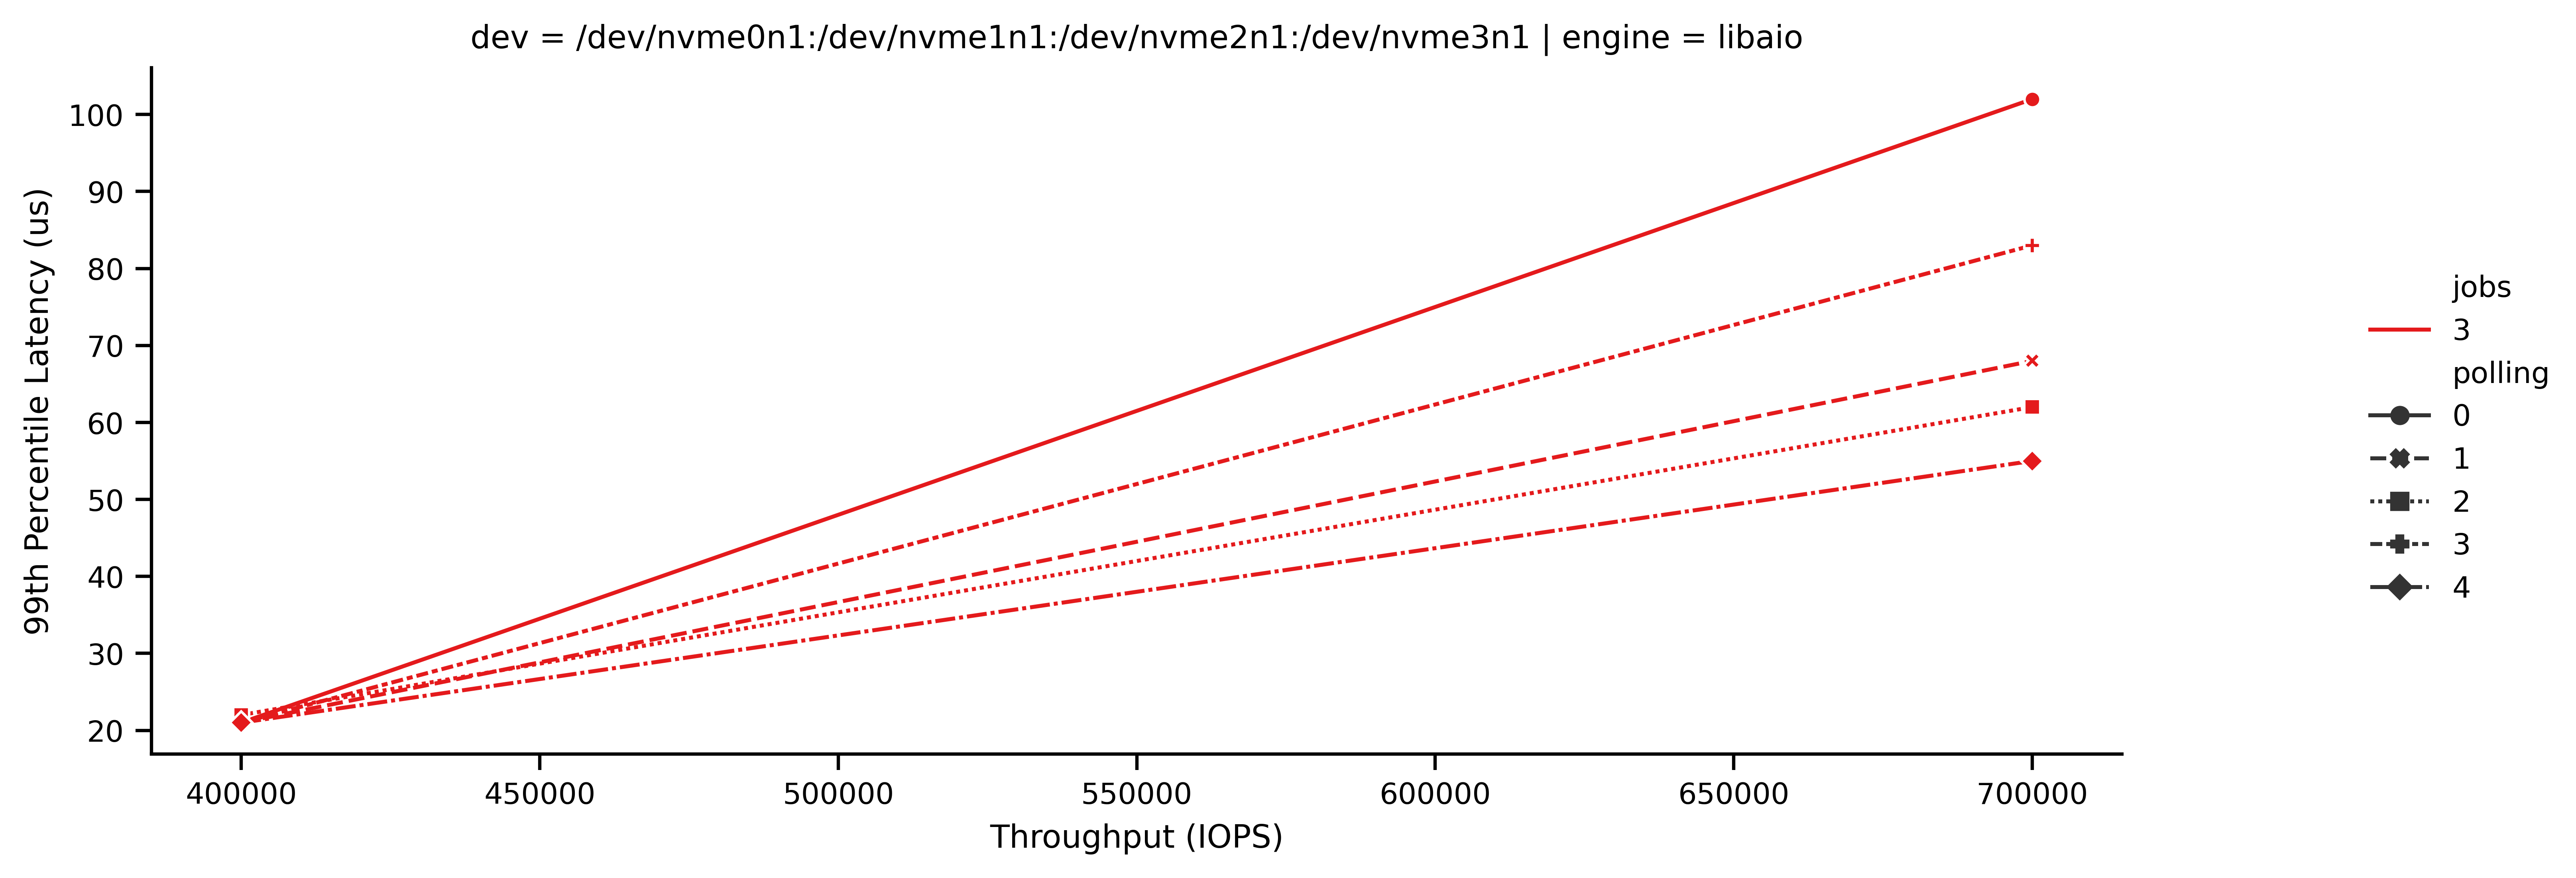 dev = /dev/nvme0n1:/dev/nvme1n1:/dev/nvme2n1:/dev/nvme3n1 | engine = libaio
99th Percentile Latency (us)
100
90
80
70
60
50
40
30
20
400000 450000 500000 550000 600000 650000 700000
Throughput (IOPS)
jobs
3
polling
0
1
2
3
4